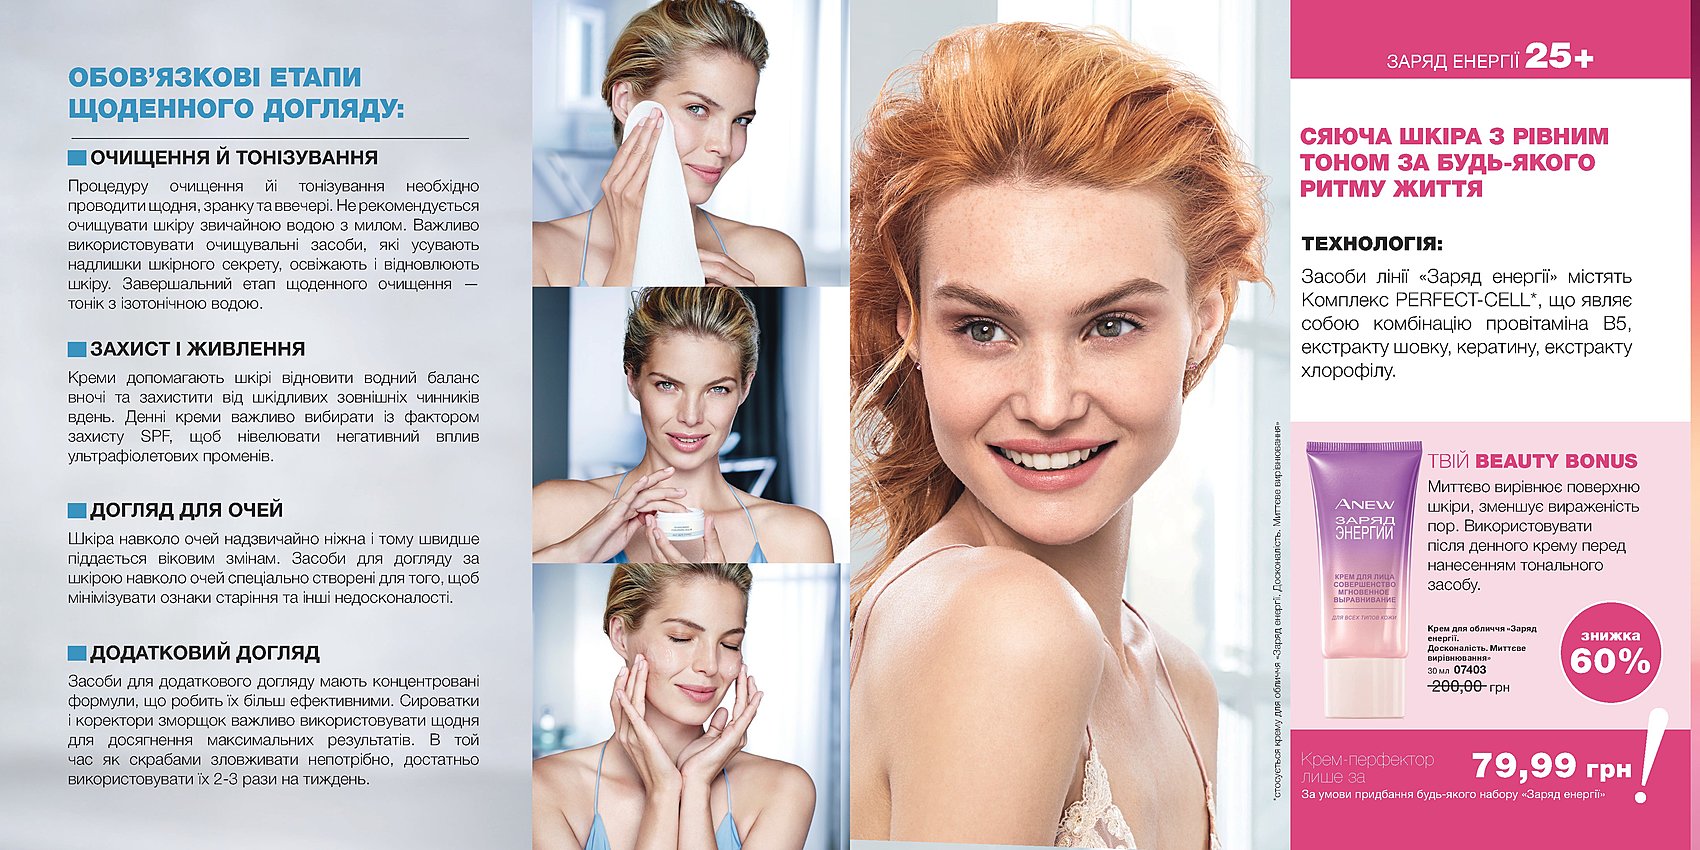 ОБОВ’ЯЗКОВІ ЕТАПИ
ЩОДЕННОГО ДОГЛЯДУ:
ОЧИЩЕННЯ Й ТОНІЗУВАННЯ
Процедуру очищення йі тонізування необхідно
проводити щодня, зранку та ввечері. Не рекомендується
очищувати шкіру звичайною водою з милом. Важливо
використовувати очищувальні засоби, які усувають
надлишки шкірного секрету, освіжають і відновлюють
шкіру. Завершальний етап щоденного очищення —
тонік з ізотонічною водою.
ЗАХИСТ І ЖИВЛЕННЯ
Креми допомагають шкірі відновити водний баланс
вночі та захистити від шкідливих зовнішніх чинників
вдень. Денні креми важливо вибирати із фактором
захисту SPF, щоб нівелювати негативний вплив
ультрафіолетових променів.
ДОГЛЯД ДЛЯ ОЧЕЙ
Шкіра навколо очей надзвичайно ніжна і тому швидше
піддається віковим змінам. Засоби для догляду за
шкірою навколо очей спеціально створені для того, щоб
мінімізувати ознаки старіння та інші недосконалості.
ДОДАТКОВИЙ ДОГЛЯД
Засоби для додаткового догляду мають концентровані
формули, що робить їх більш ефективними. Сироватки
і коректори зморщок важливо використовувати щодня
для досягнення максимальних результатів. В той
час як скрабами зловживати непотрібно, достатньо
використовувати їх 2-3 рази на тиждень.
*стосується крему для обличчя «Заряд енергії. Досконалість. Миттєве вирівнювання»
ЗАРЯД ЕНЕРГІЇ 25+
СЯЮЧА ШКІРА З РІВНИМ
ТОНОМ ЗА БУДЬ-ЯКОГО
РИТМУ ЖИТТЯ
ТЕХНОЛОГІЯ:
Засоби лінії «Заряд енергії» містять
Комплекс PERFECT-CELL*, що являє
собою комбінацію провітаміна В5,
екстракту шовку, кератину, екстракту
хлорофілу.
ТВІЙ BEAUTY BONUS
Миттєво вирівнює поверхню
шкіри, зменшує вираженість
пор. Використовувати
після денного крему перед
нанесенням тонального
засобу.
ANEW
ЗАРЯД
ЭНЕРГИИ
КРЕМ ДЛЯ ЛИЦА
СОВЕРШЕНСТВО
МГНОВЕННОЕ
ВЫРАВНИВАНИЕ
ДЛЯ ВСЕХ ТИПОВ КОЖИ
Крем для обличчя «Заряд
енергії.
Досконалість. Миттєве
вирівнювання»
30 мл 07403
200,00 грн
знижка
60%
Крем-перфектор
лише за
79,99 грн !
За умови придбання будь-якого набору «Заряд енергії»